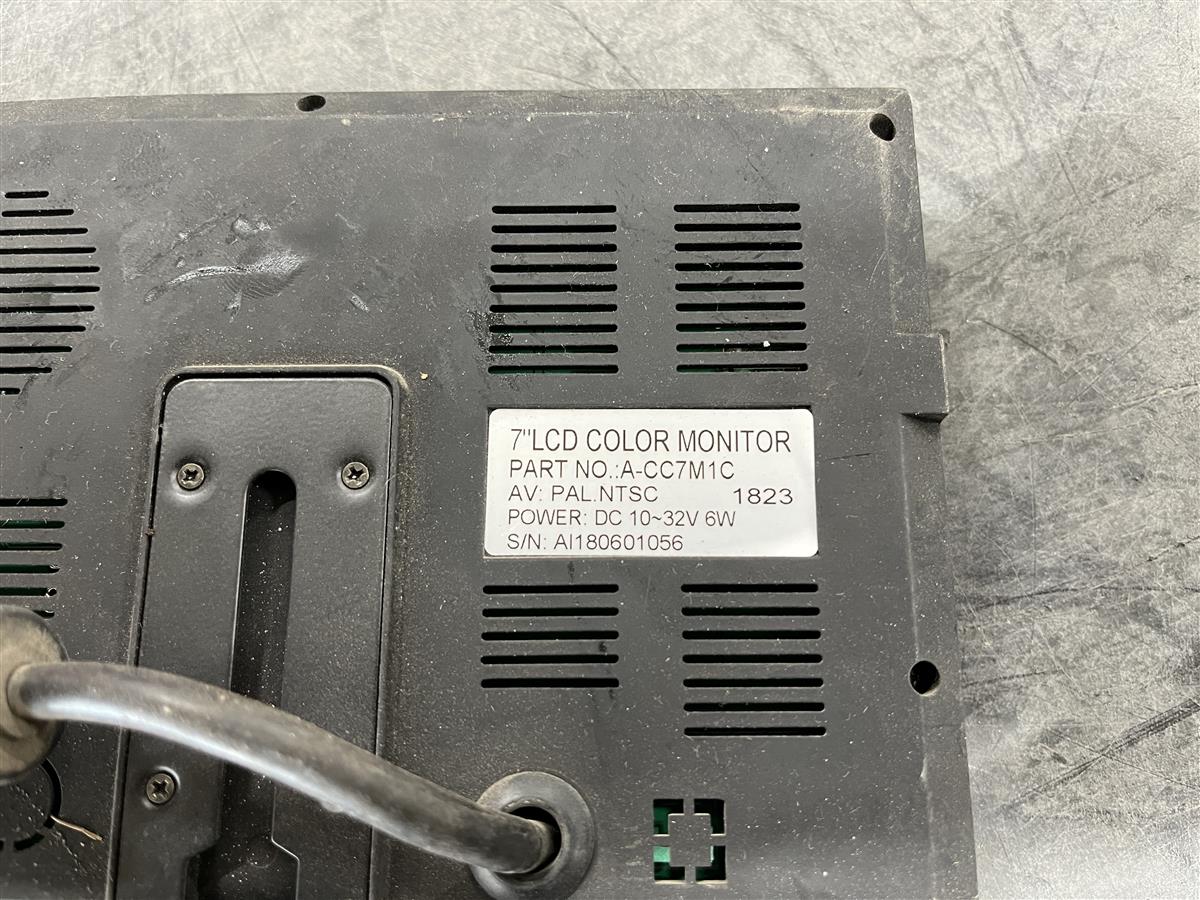 7"LCD COLOR MONITOR
PART NO.:A-CC7M1C
AV: PAL.NTSC 1823
POWER: DC 10~32V 6W
S/N: AI180601056